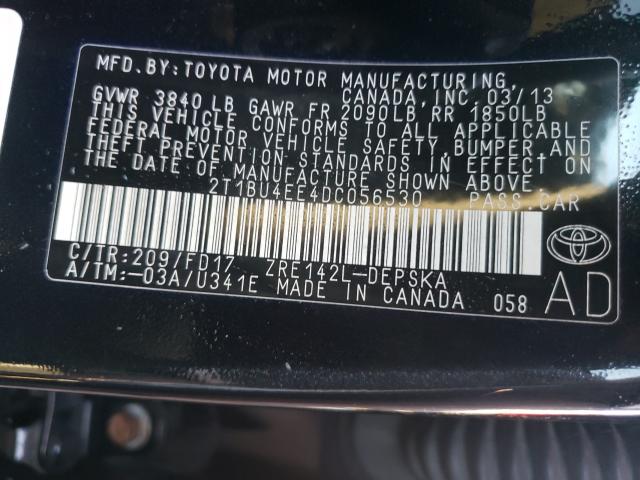 MFD. BY: TOYOTA MOTOR MANUFACTURING,
CANADA, INC. 03/13
GVWR 3840 LB GAWR FR 2090LB RR 1850LB
THIS VEHICLE CONFORMS TO ALL APPLICABLE
FEDERAL MOTOR VEHICLE SAFETY, BUMPER AND
THEFT PREVENTION STANDARDS IN EFFECT ON
THE DATE OF MANUFACTURE SHOWN ABOVE.
2T1BU4EE4DC056530 PASS.CAR
C/TR:209/FD17 ZRE142L-DEPSKA
A/TM:-03A/U341E MADE IN CANADA 058 AD